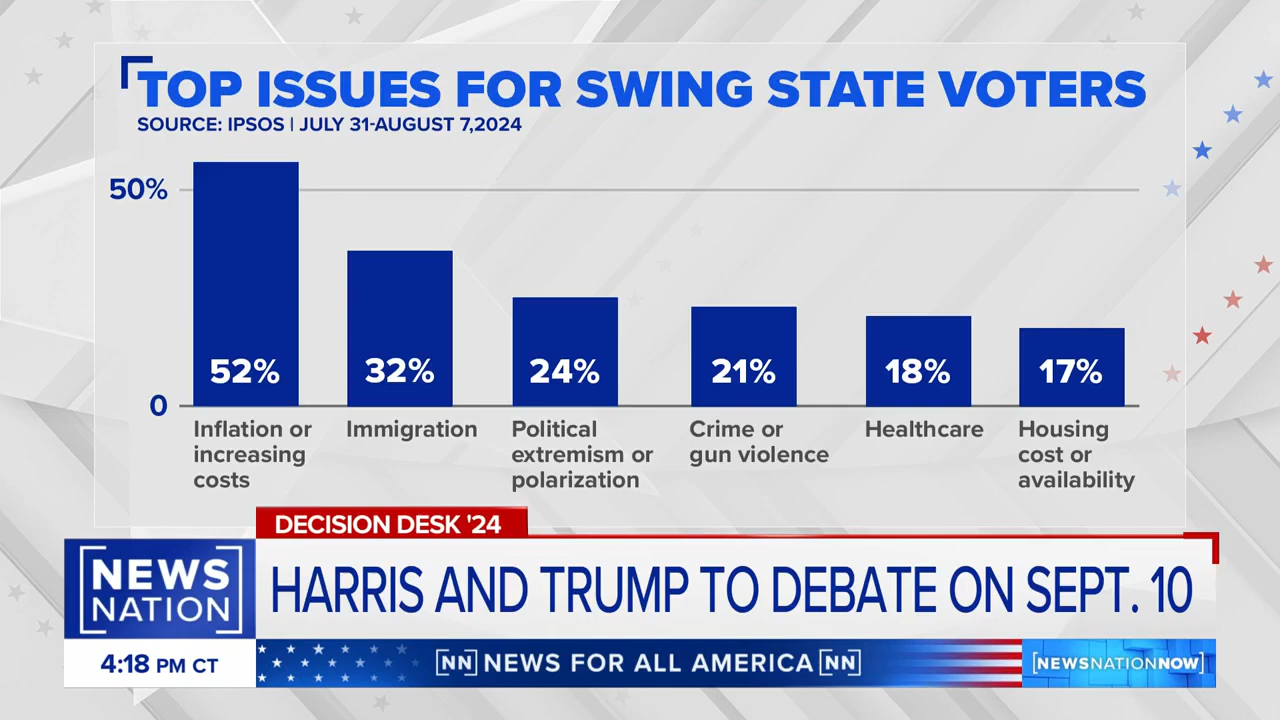 TOP ISSUES FOR SWING STATE VOTERS
SOURCE: IPSOS | JULY 31-AUGUST 7,2024
50%
0
52%
32%
24%
21%
18%
17%
Inflation or
increasing
costs
Immigration
Political
extremism or
polarization
Crime or
gun violence
Healthcare
Housing
cost or
availability
DECISION DESK '24
NEWS
NATION
HARRIS AND TRUMP TO DEBATE ON SEPT. 10
4:18 PM CT
NN NEWS FOR ALL AMERICA NN
NEWSNATIONNOW